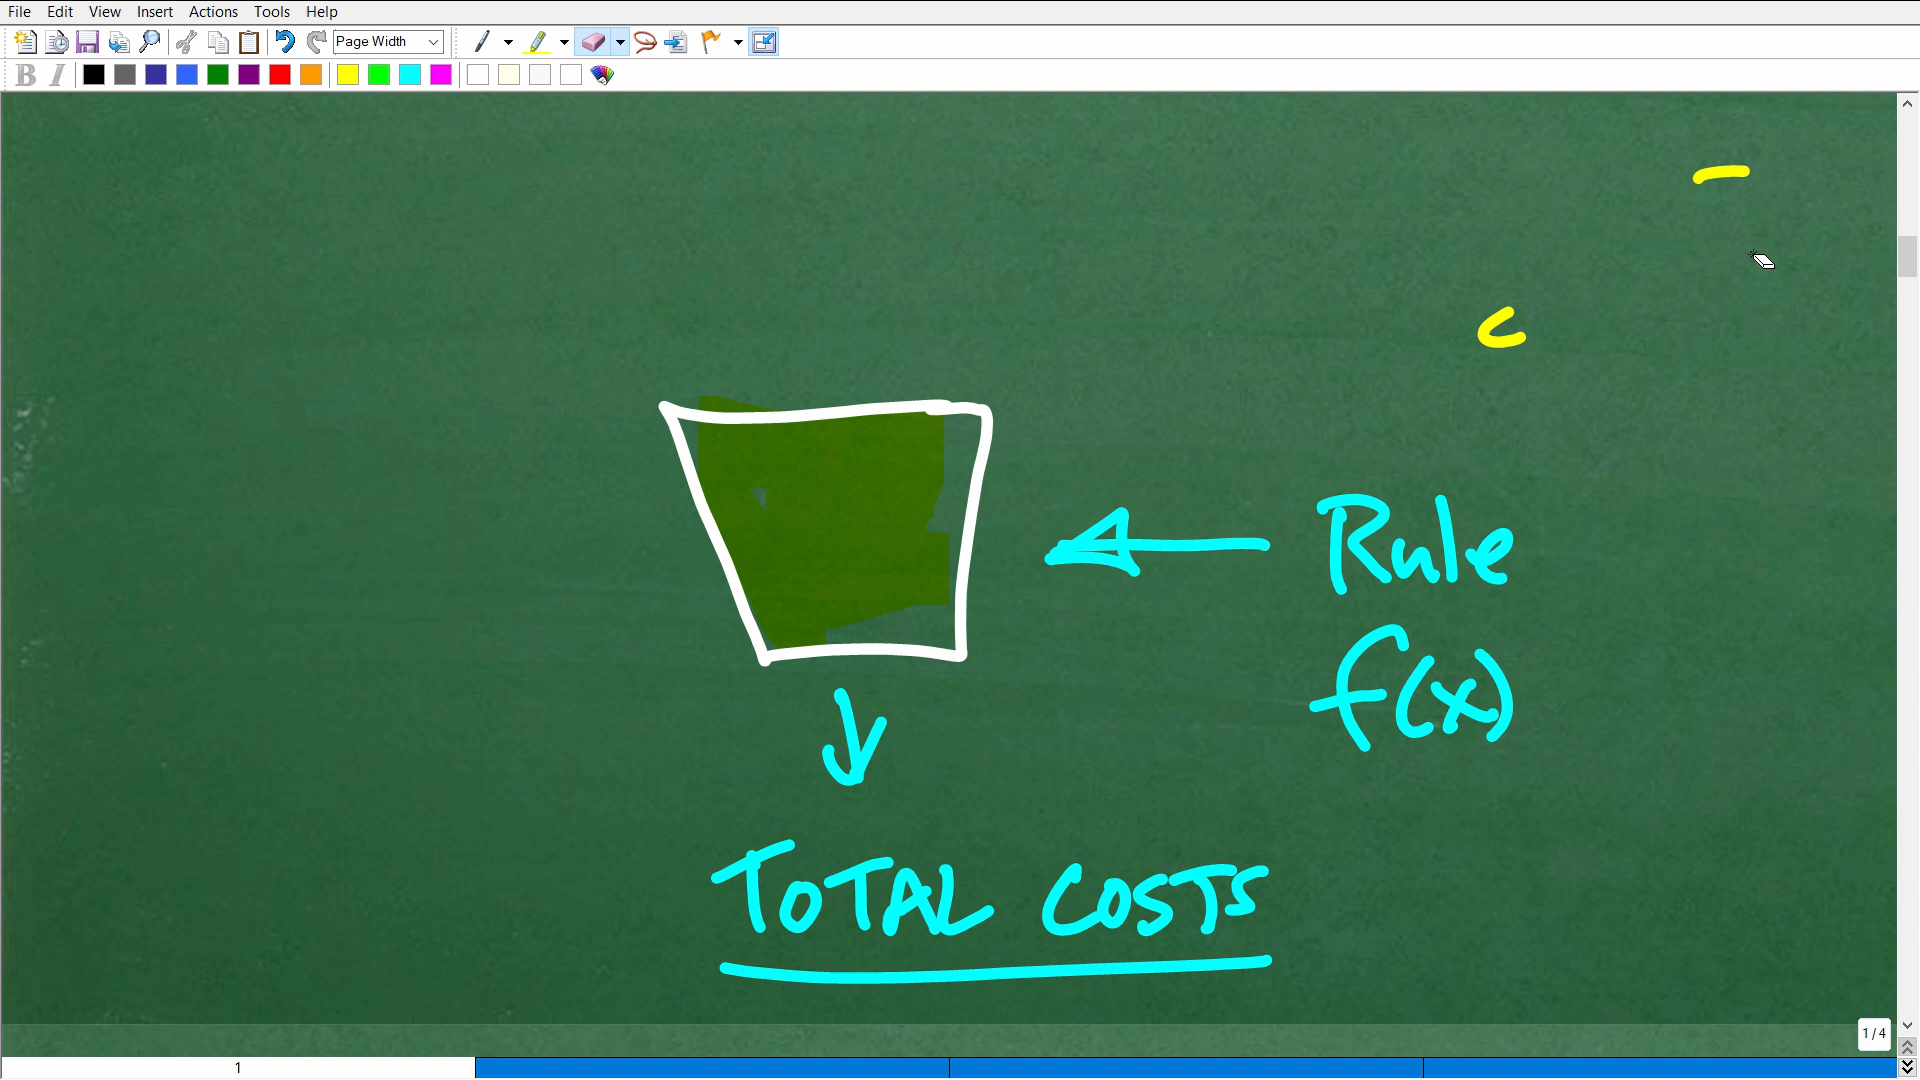 File Edit View Insert Actions Tools Help
Page Width
B I
Rule
f(x)
TOTAL COSTS
1 / 4
1